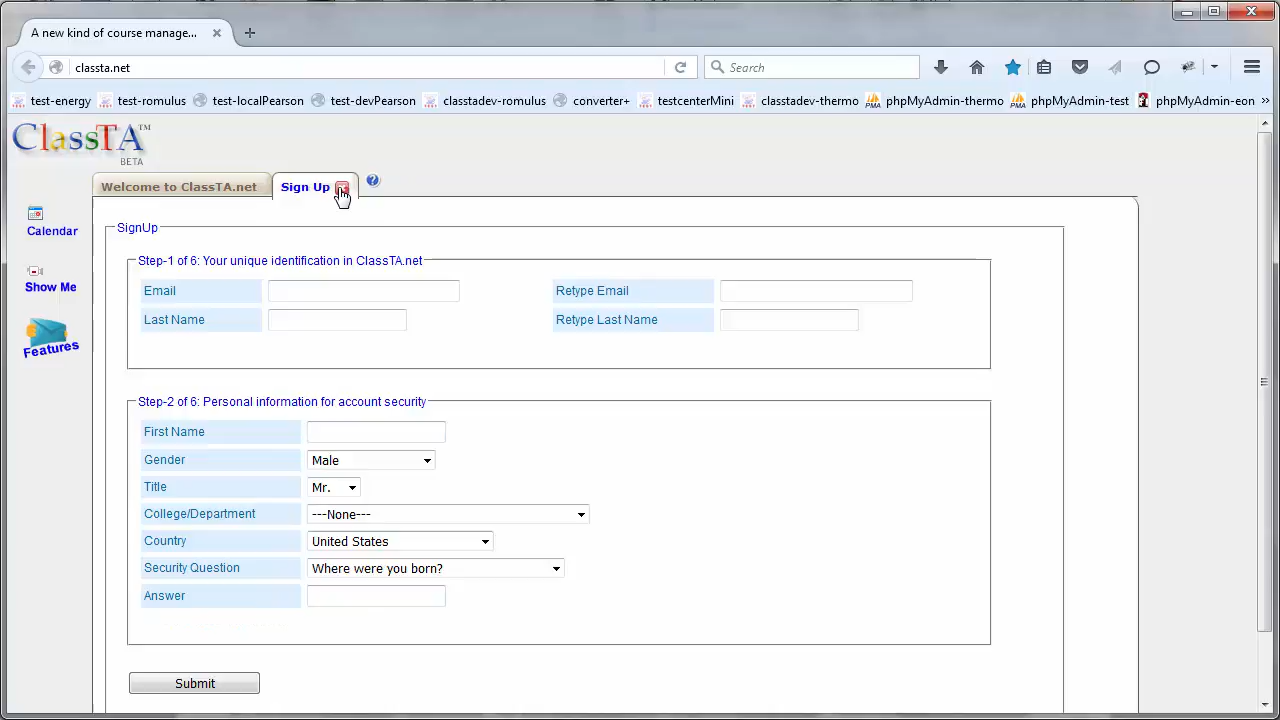 A new kind of course manage...
classta.net
Search
test-energy test-romulus test-localPearson test-devPearson classtadev-romulus converter+ testcenterMini classtadev-thermo phpMyAdmin-thermo phpMyAdmin-test phpMyAdmin-eon
ClassTA™
BETA
Welcome to ClassTA.net Sign Up
Calendar
Show Me
Features
SignUp
Step-1 of 6: Your unique identification in ClassTA.net
Email Retype Email
Last Name Retype Last Name
Step-2 of 6: Personal information for account security
First Name
Gender Male
Title Mr.
College/Department ---None---
Country United States
Security Question Where were you born?
Answer
Submit